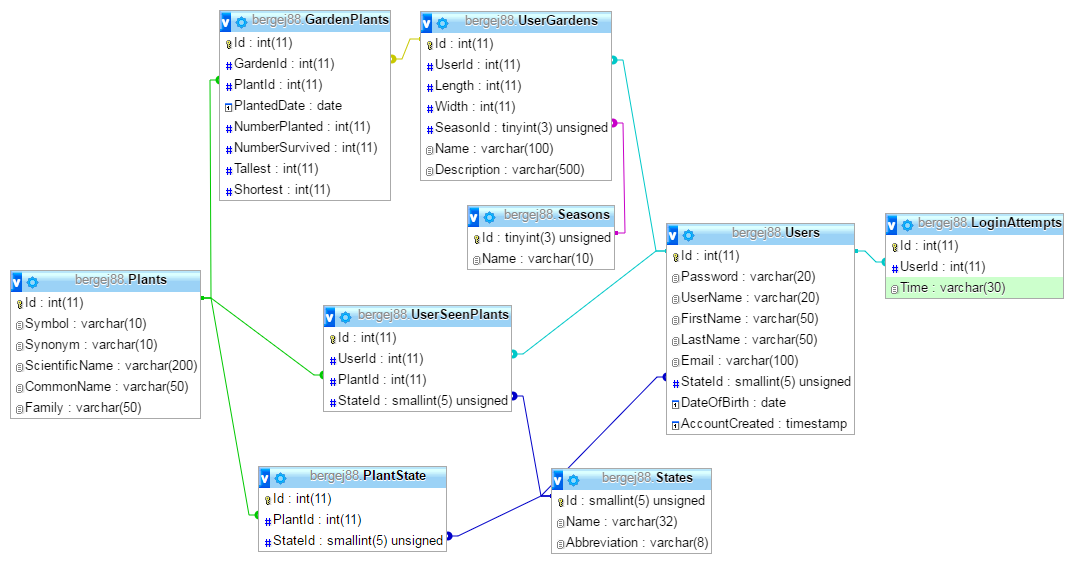 v bergej88.GardenPlants
Id : int(11)
# GardenId : int(11)
# PlantId : int(11)
PlantedDate : date
# NumberPlanted : int(11)
# NumberSurvived : int(11)
# Tallest : int(11)
# Shortest : int(11)
v bergej88.UserGardens
Id : int(11)
# UserId : int(11)
# Length : int(11)
# Width : int(11)
# SeasonId : tinyint(3) unsigned
Name : varchar(100)
Description : varchar(500)
v bergej88.Seasons
Id : tinyint(3) unsigned
Name : varchar(10)
v bergej88.Users
Id : int(11)
Password : varchar(20)
UserName : varchar(20)
FirstName : varchar(50)
LastName : varchar(50)
Email : varchar(100)
# StateId : smallint(5) unsigned
DateOfBirth : date
AccountCreated : timestamp
v bergej88.LoginAttempts
Id : int(11)
# UserId : int(11)
Time : varchar(30)
v bergej88.Plants
Id : int(11)
Symbol : varchar(10)
Synonym : varchar(10)
ScientificName : varchar(200)
CommonName : varchar(50)
Family : varchar(50)
v bergej88.UserSeenPlants
Id : int(11)
# UserId : int(11)
# PlantId : int(11)
# StateId : smallint(5) unsigned
v bergej88.PlantState
Id : int(11)
# PlantId : int(11)
# StateId : smallint(5) unsigned
v bergej88.States
Id : smallint(5) unsigned
Name : varchar(32)
Abbreviation : varchar(8)